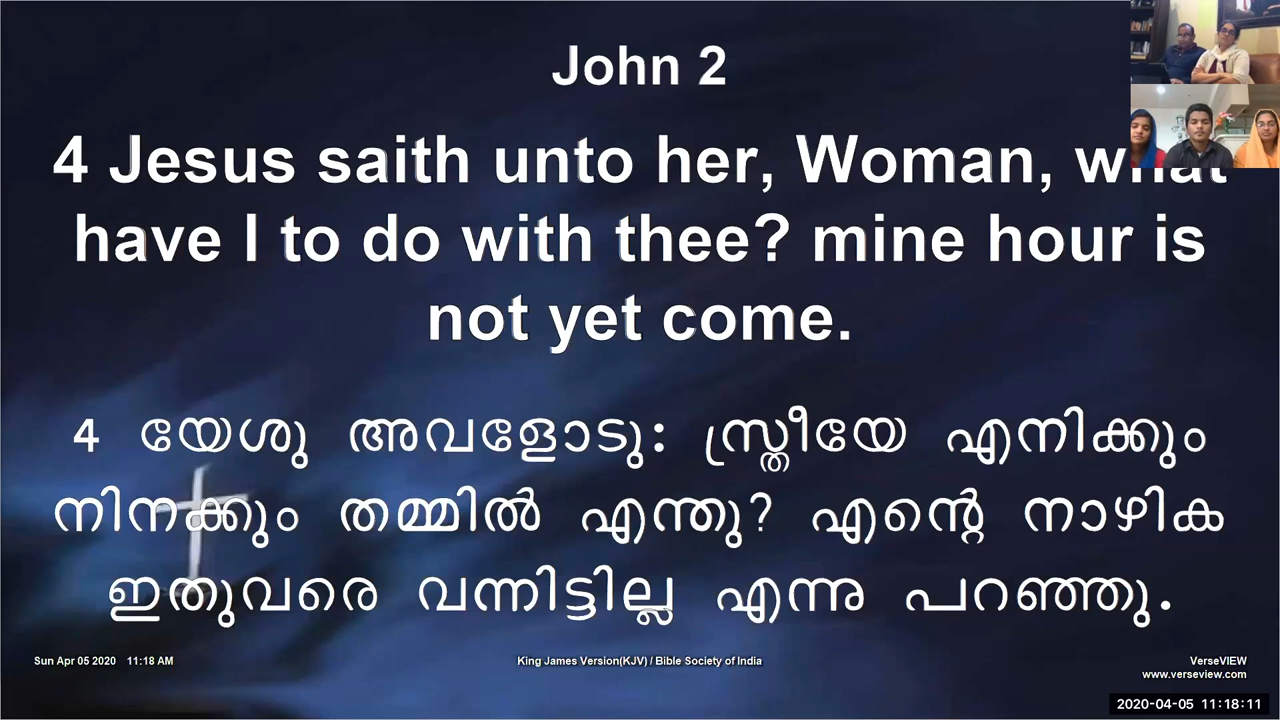 John 2
4 Jesus saith unto her, Woman, what
have I to do with thee? mine hour is
not yet come.
4 യേശു അവളോടു: സ്ത്രീയേ എനിക്കും
നിനക്കും തമ്മിൽ എന്തു? എന്റെ നാഴിക
ഇതുവരെ വന്നിട്ടില്ല എന്നു പറഞ്ഞു.
Sun Apr 05 2020 11:18 AM
King James Version(KJV) / Bible Society of India
VerseVIEW
www.verseview.com
2020-04-05 11:18:11